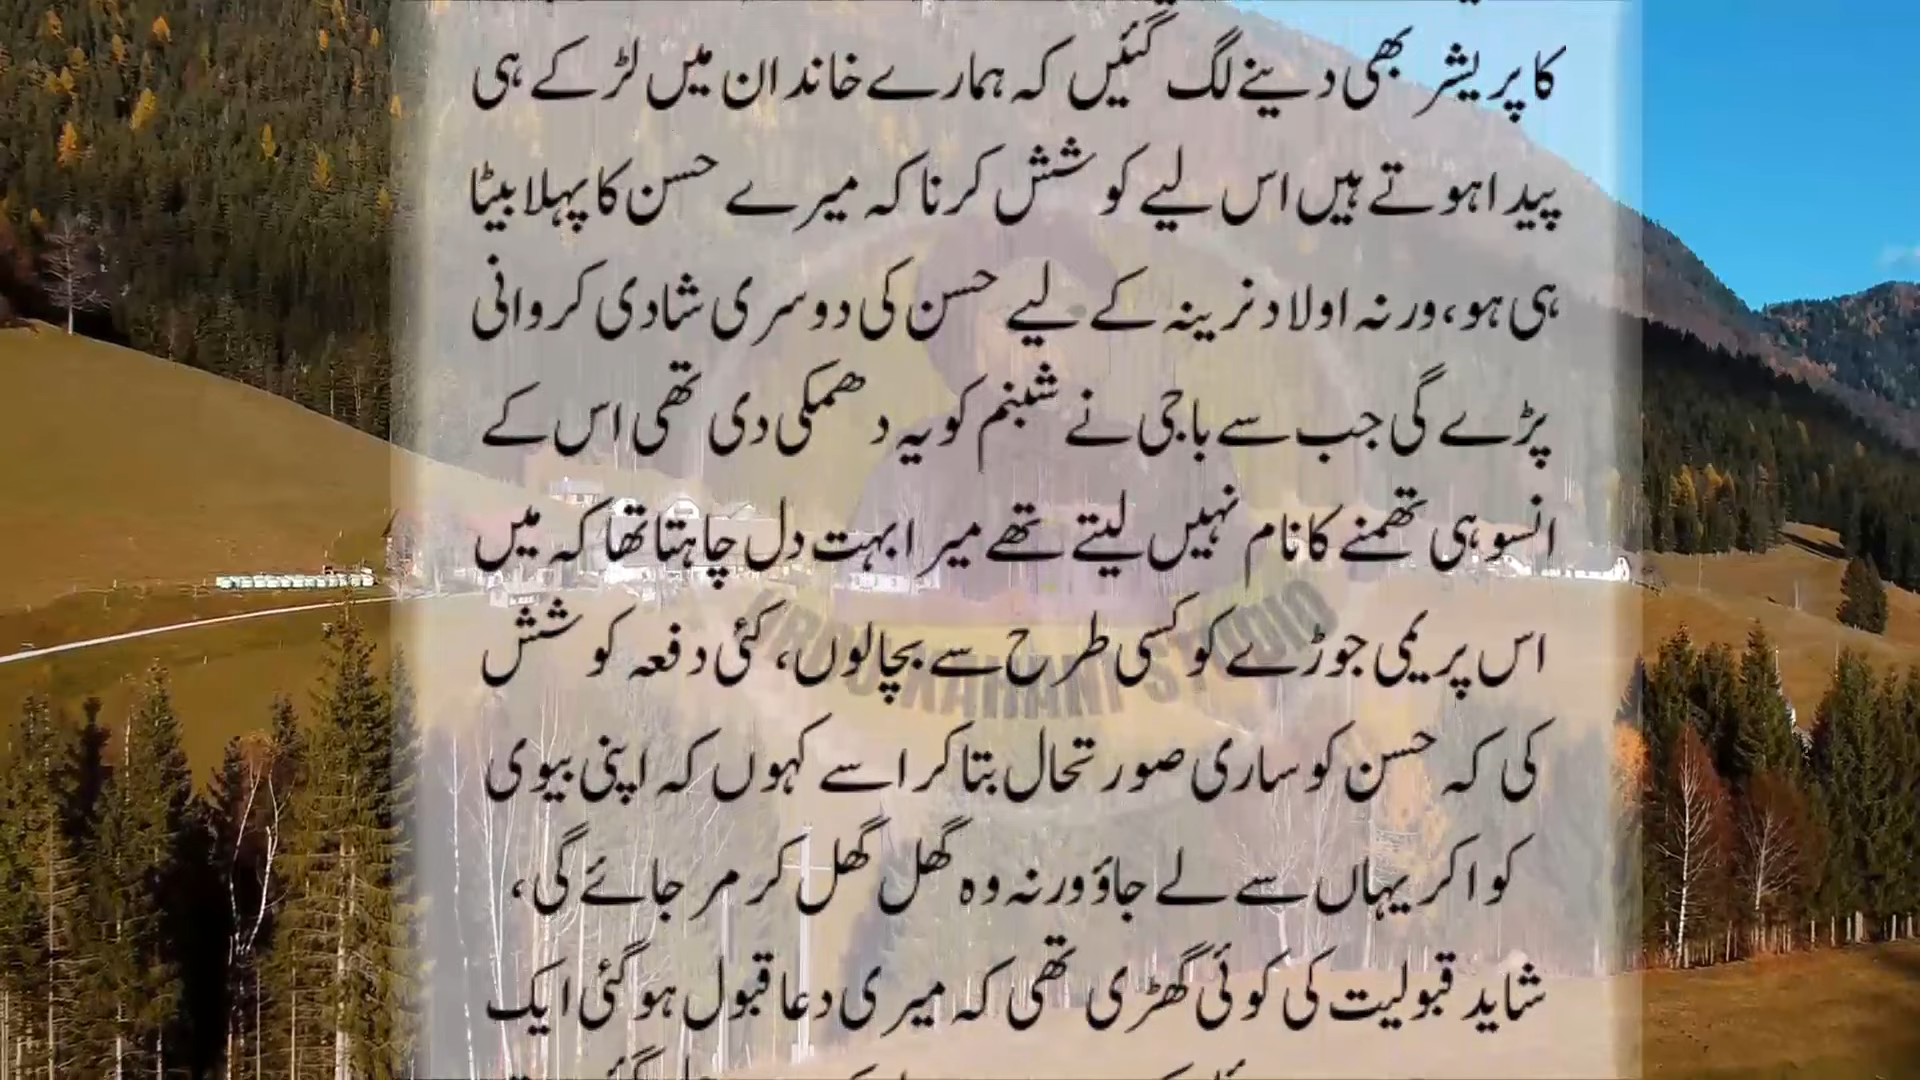 کا پریشر بھی دینے لگ گئیں کہ ہمارے خاندان میں لڑکے ہی
پیدا ہوتے ہیں اس لیے کوشش کرنا کہ میرے حسن کا پہلا بیٹا
ہی ہو، ورنہ اولاد نرینہ کے لیے حسن کی دوسری شادی کروانی
پڑے گی جب سے باجی نے شبنم کو یہ دھمکی دی تھی اس کے
انسو ہی تھمنے کا نام نہیں لیتے تھے میرا بہت دل چاہتا تھا کہ میں
اس پریمی جوڑے کو کسی طرح سے بچا لوں، کئی دفعہ کوشش
کی کہ حسن کو ساری صورتحال بتا کر اسے کہوں کہ اپنی بیوی
کو اکر یہاں سے لے جاؤ ورنہ وہ گھل گھل کر مر جائے گی،
شاید قبولیت کی کوئی گھڑی تھی کہ میری دعا قبول ہو گئی ایک
URDU KAHANI STUDIO